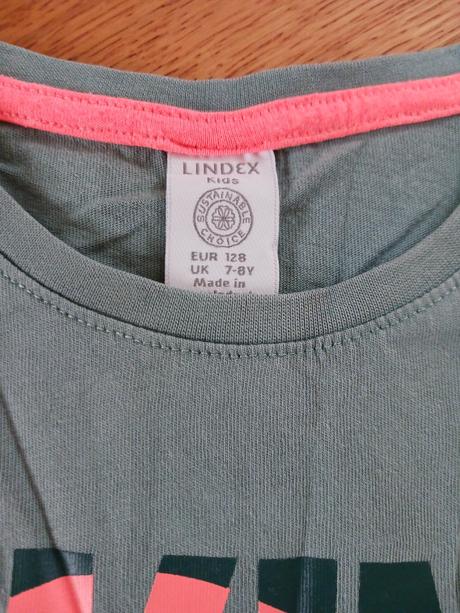 LINDEX
Kids
SUSTAINABLE
CHOICE
EUR 128
UK 7-8Y
Made in